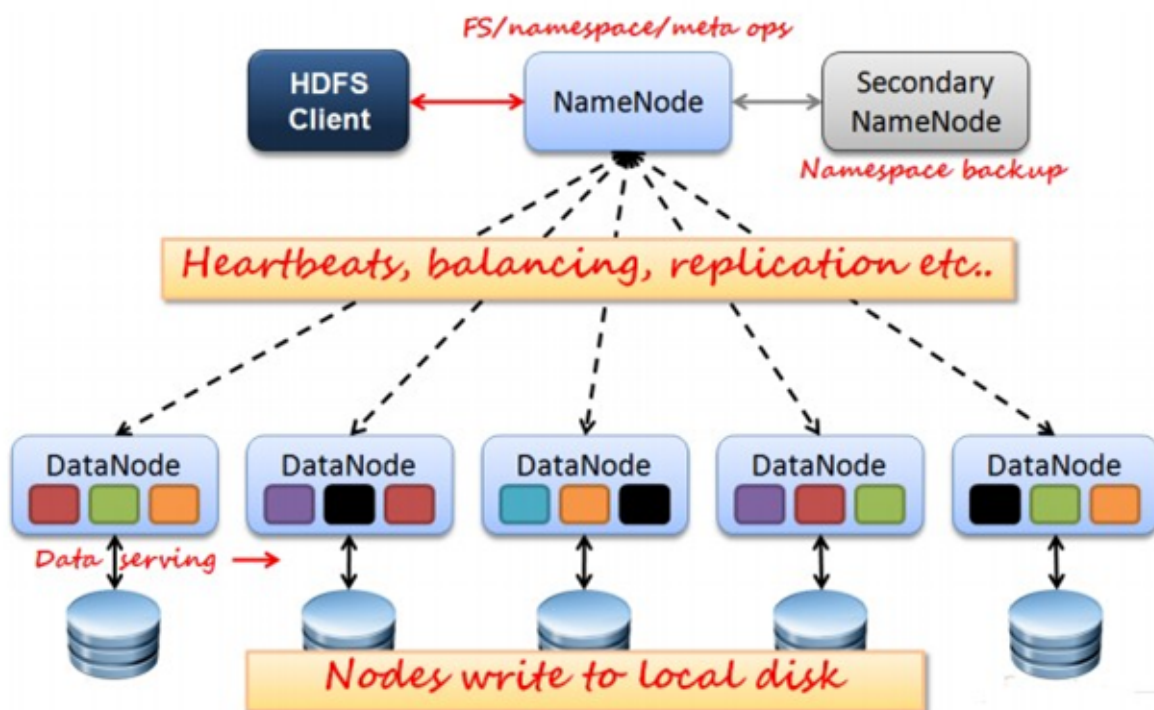 FS/namespace/meta ops
HDFS
Client
NameNode
Secondary
NameNode
Namespace backup
Heartbeats, balancing, replication etc..
DataNode
DataNode
DataNode
DataNode
DataNode
Data serving
Nodes write to local disk